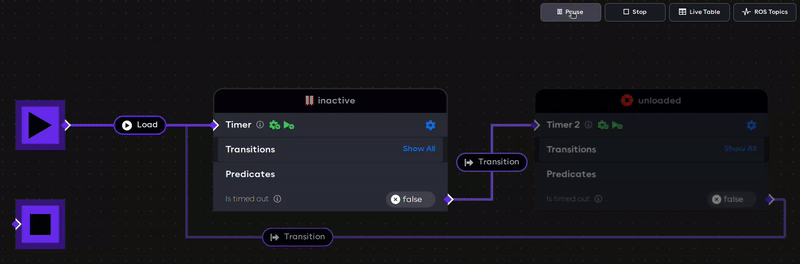 Pause Stop Live Table ROS Topics
inactive
unloaded
Load
Timer
Timer 2
Transitions Show All
Transitions Show All
Transition
Predicates
Predicates
Is timed out false
Is timed out false
Transition